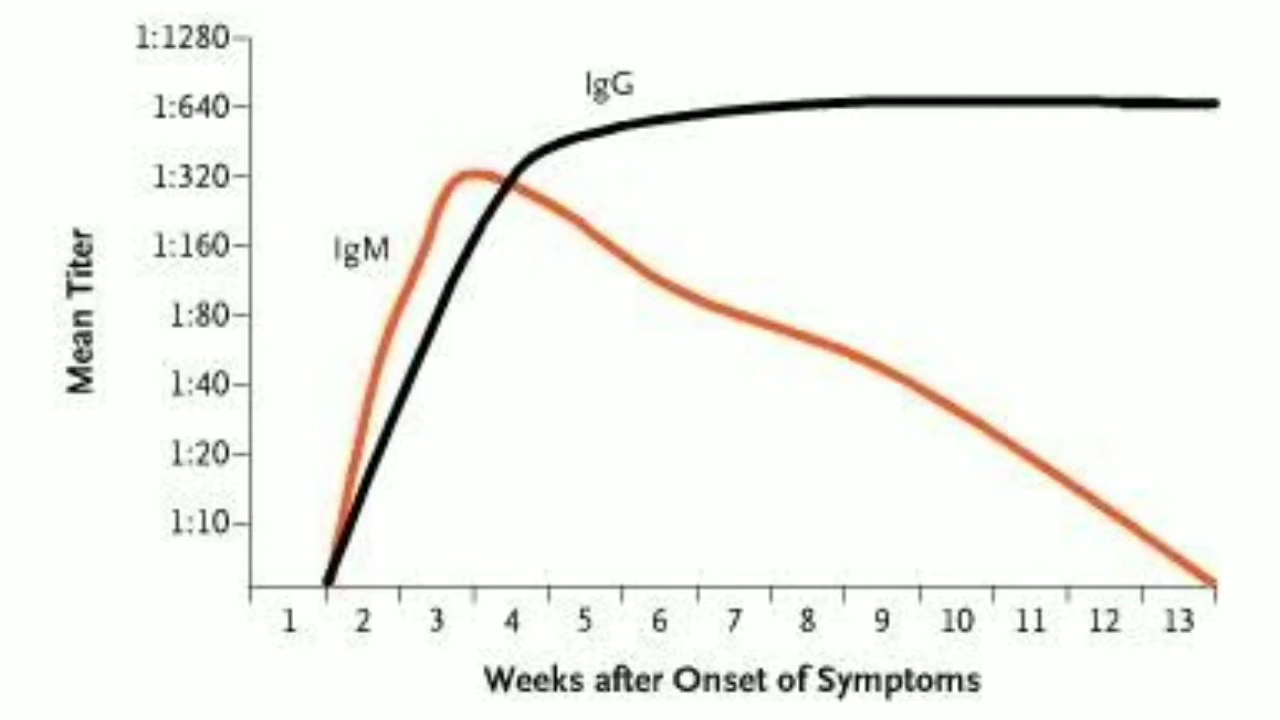 1:1280
IgG
1:640
1:320
IgM
1:160
1:80
1:40
1:20
1:10
Mean Titer
1 2 3 4 5 6 7 8 9 10 11 12 13
Weeks after Onset of Symptoms